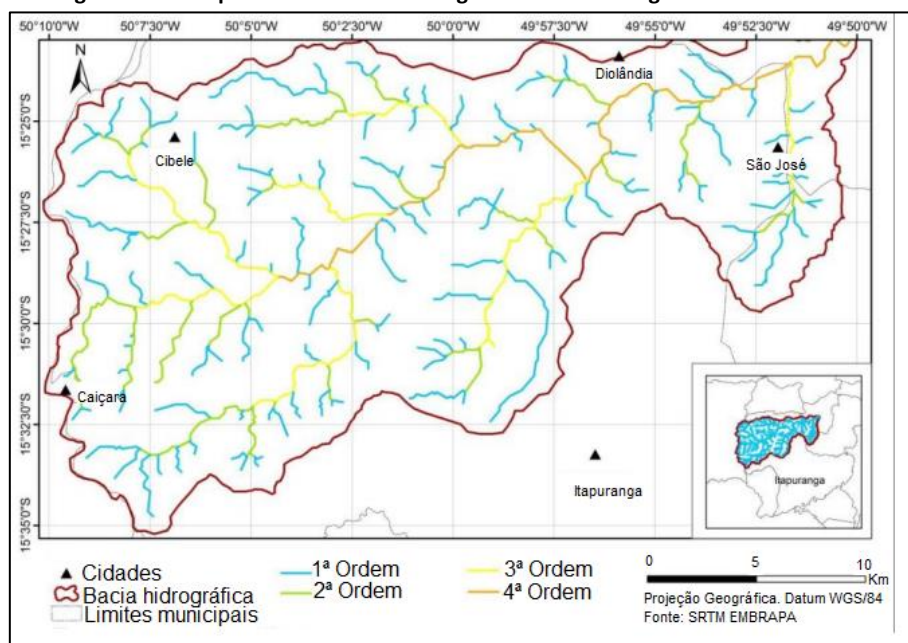 50°10'0"O 50°7'30"O 50°5'0"O 50°2'30"O 50°0'0"O 49°57'30"O 49°55'0"O 49°52'30"O 49°50'0"O
N
Diolândia
15°25'0"S
Cibele
São José
15°27'30"S
15°30'0"S
Caiçara
15°32'30"S
Itapuranga
Itapuranga
15°35'0"S
Cidades
Bacia hidrográfica
Limites municipais
1ª Ordem
2ª Ordem
3ª Ordem
4ª Ordem
0 5 10
Km
Projeção Geográfica. Datum WGS/84
Fonte: SRTM EMBRAPA